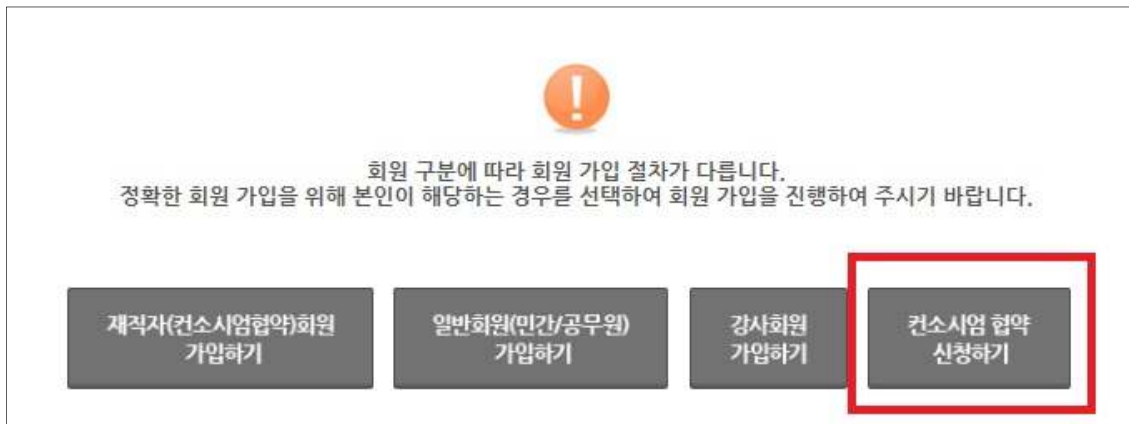 회원 구분에 따라 회원 가입 절차가 다릅니다.
정확한 회원 가입을 위해 본인이 해당하는 경우를 선택하여 회원 가입을 진행하여 주시기 바랍니다.
재직자(컨소시엄협약)회원
가입하기
일반회원(민간/공무원)
가입하기
강사회원
가입하기
컨소시엄 협약
신청하기